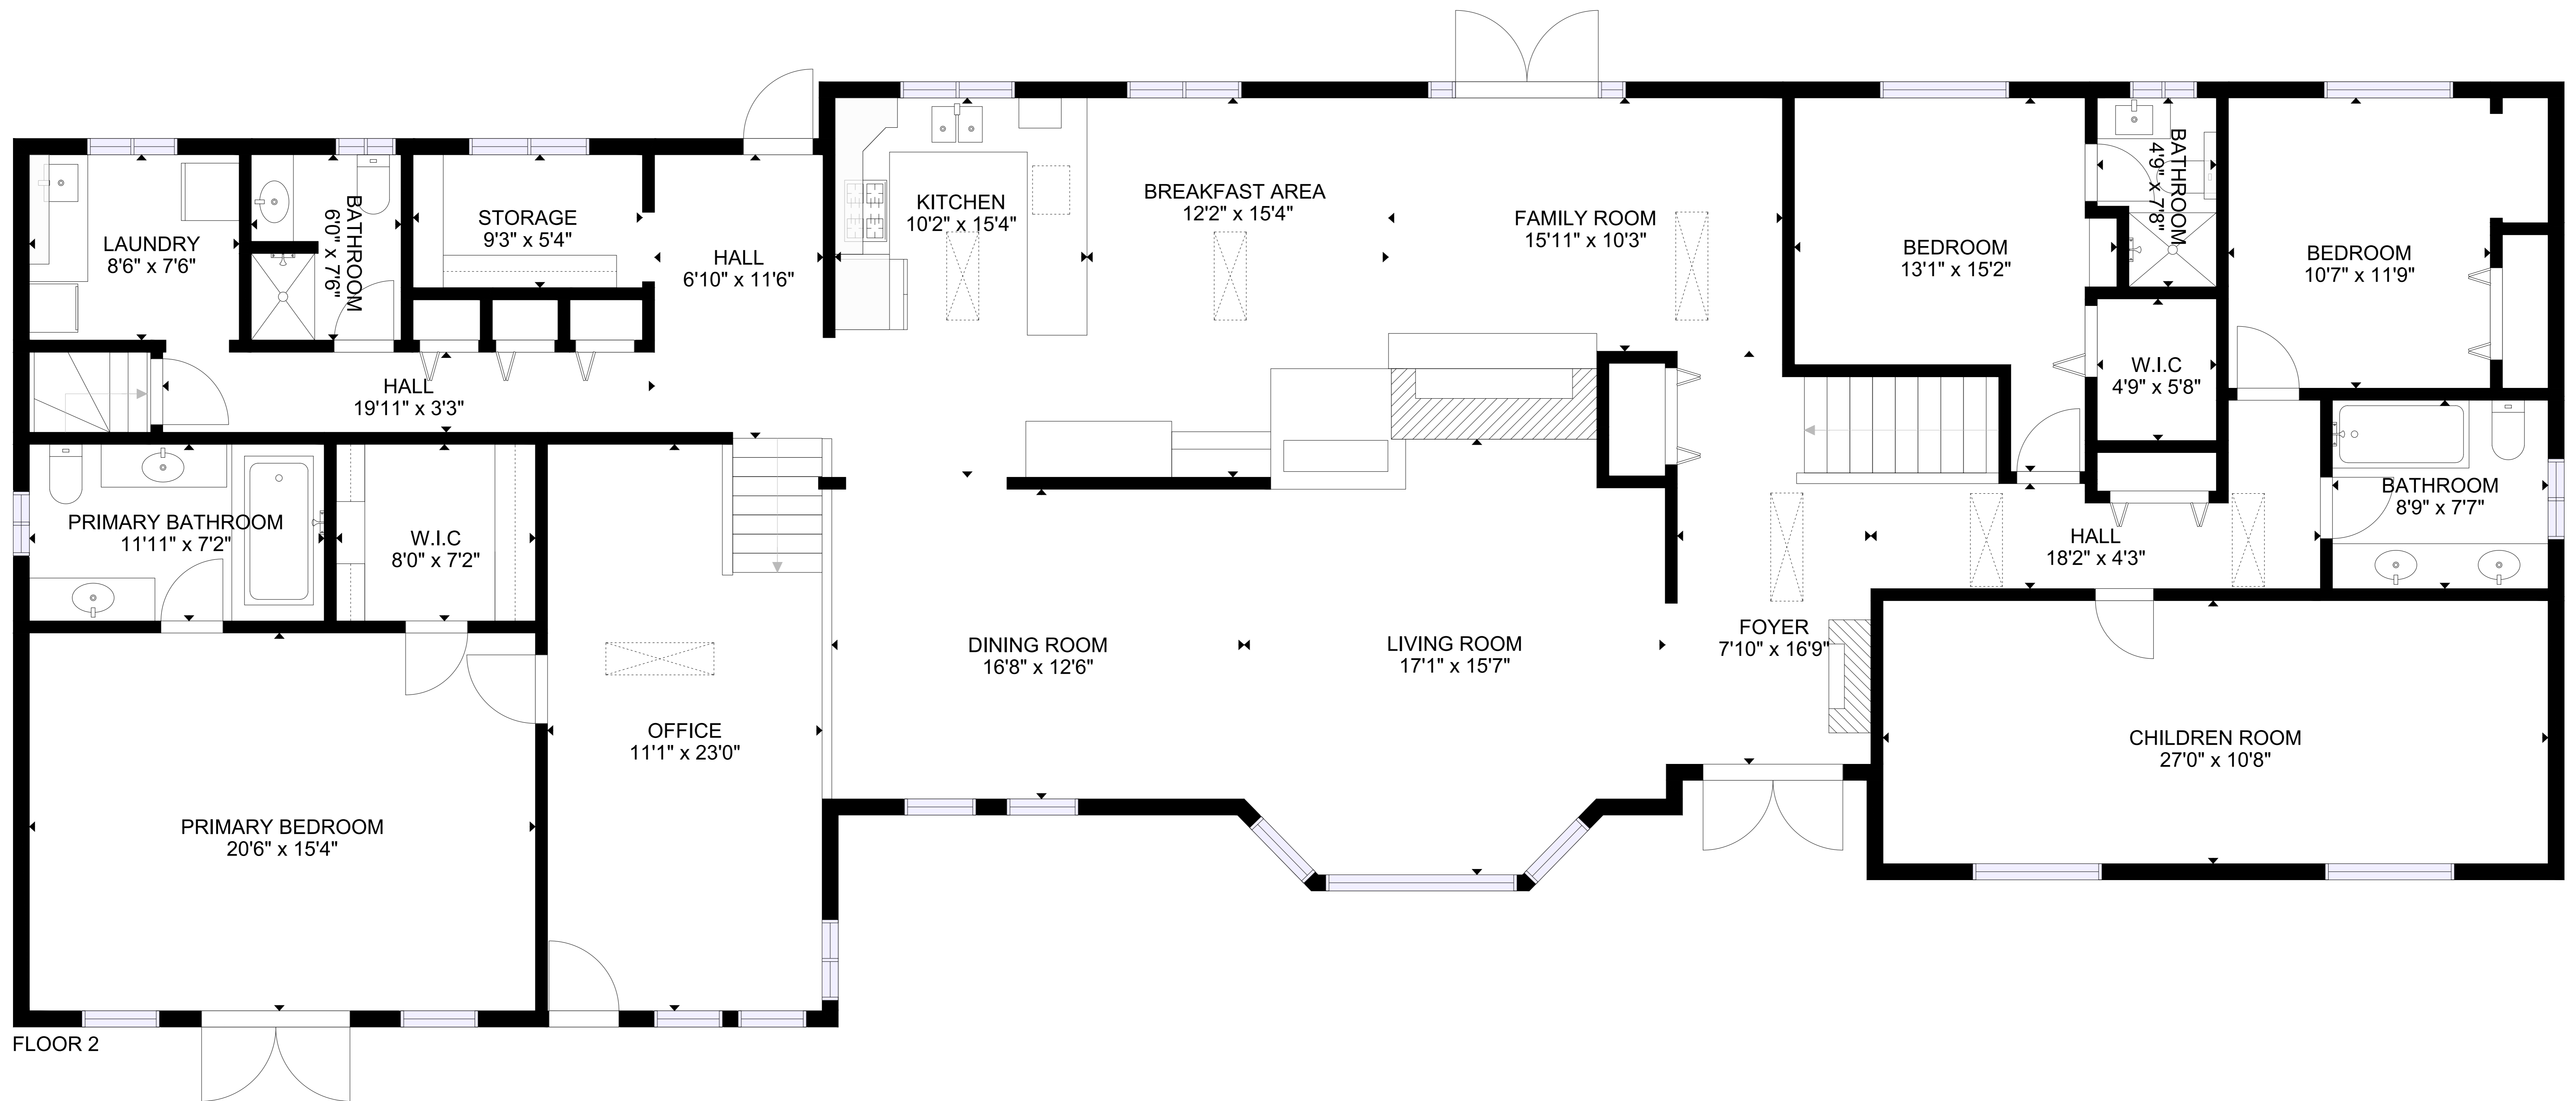 LAUNDRY
8'6" x 7'6"
BATHROOM
6'0" x 7'6"
STORAGE
9'3" x 5'4"
HALL
6'10" x 11'6"
KITCHEN
10'2" x 15'4"
BREAKFAST AREA
12'2" x 15'4"
FAMILY ROOM
15'11" x 10'3"
BEDROOM
13'1" x 15'2"
BATHROOM
4'9" x 7'8"
BEDROOM
10'7" x 11'9"
HALL
19'11" x 3'3"
W.I.C
4'9" x 5'8"
PRIMARY BATHROOM
11'11" x 7'2"
W.I.C
8'0" x 7'2"
HALL
18'2" x 4'3"
BATHROOM
8'9" x 7'7"
DINING ROOM
16'8" x 12'6"
LIVING ROOM
17'1" x 15'7"
FOYER
7'10" x 16'9"
OFFICE
11'1" x 23'0"
CHILDREN ROOM
27'0" x 10'8"
PRIMARY BEDROOM
20'6" x 15'4"
FLOOR 2